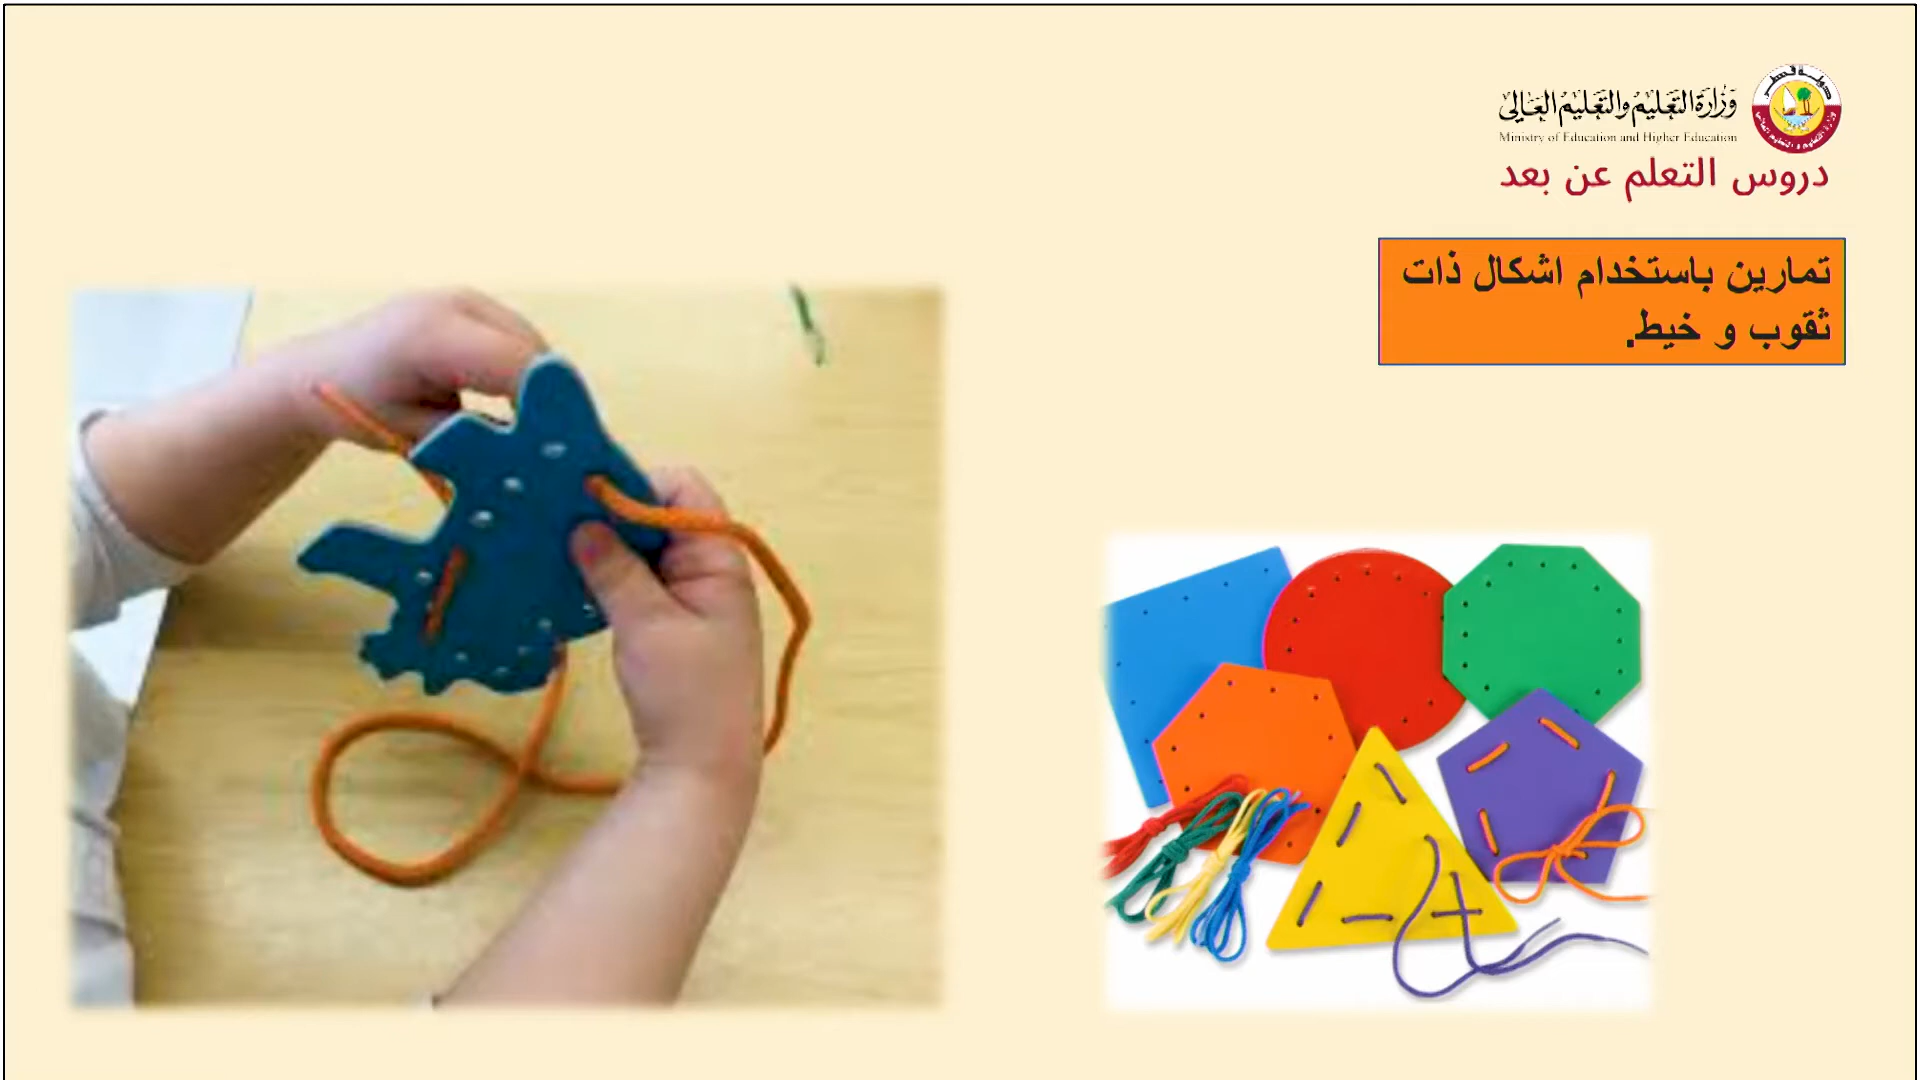 وزارة التعليم والتعليم العالي
Ministry of Education and Higher Education
دروس التعلم عن بعد
تمارين باستخدام اشكال ذات
ثقوب و خيط.